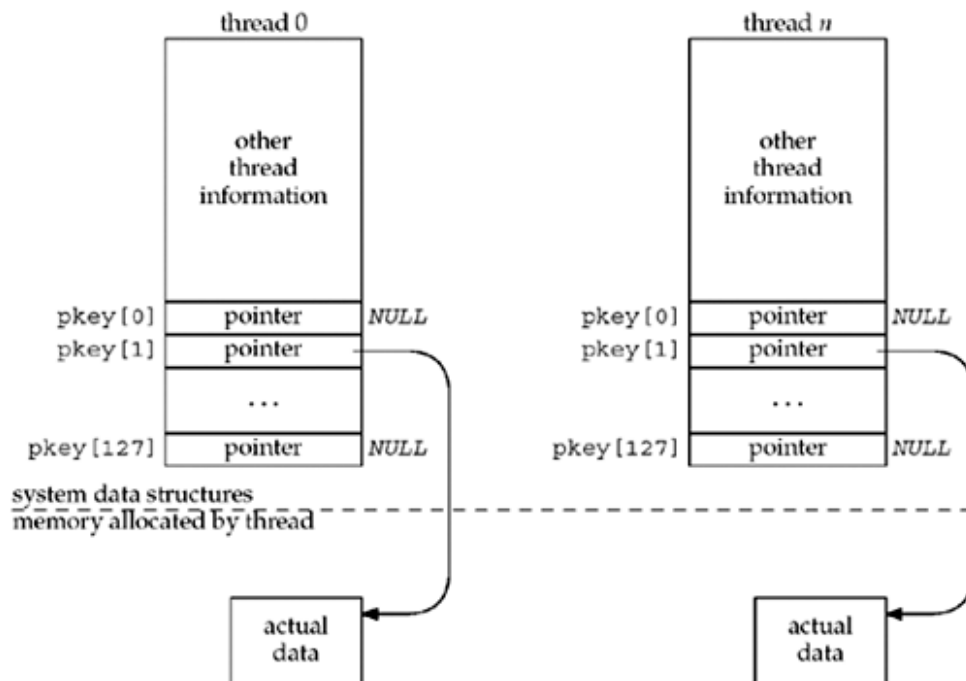 thread 0
other
thread
information
pkey[0] pointer NULL
pkey[1] pointer
...
pkey[127] pointer NULL
thread n
other
thread
information
pkey[0] pointer NULL
pkey[1] pointer
...
pkey[127] pointer NULL
system data structures
memory allocated by thread
actual
data
actual
data